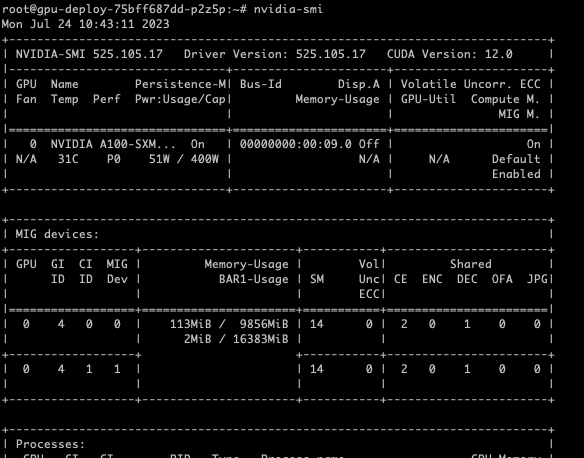 root@gpu-deploy-75bff687dd-p2z5p:~# nvidia-smi
Mon Jul 24 10:43:11 2023
+-----------------------------------------------------------------------------+
| NVIDIA-SMI 525.105.17   Driver Version: 525.105.17   CUDA Version: 12.0     |
|-------------------------------+----------------------+----------------------+
| GPU  Name        Persistence-M| Bus-Id        Disp.A | Volatile Uncorr. ECC
| Fan  Temp  Perf  Pwr:Usage/Cap|         Memory-Usage | GPU-Util  Compute M.
|                               |                      |               MIG M. |
|===============================+======================+======================|
|   0  NVIDIA A100-SXM...  On   | 00000000:00:09.0 Off |                   On |
| N/A   31C    P0    51W / 400W |                  N/A |     N/A      Default |
|                               |                      |              Enabled |
+-------------------------------+----------------------+----------------------+
+-----------------------------------------------------------------------------+
| MIG devices:                                                                |
+------------------+----------------------+-----------+-----------------------+
| GPU  GI  CI  MIG |         Memory-Usage |        Vol|         Shared        |
|      ID  ID  Dev |           BAR1-Usage | SM     Unc| CE  ENC  DEC  OFA  JPG|
|                  |                      |        ECC|                       |
|==================+======================+===========+=======================|
|  0    4   0   0  |    113MiB /  9856MiB | 14      0 |  2   0    1    0    0 |
|                  |      2MiB / 16383MiB |           |                       |
+------------------+                      +-----------+-----------------------+
|  0    4   1   1  |                      | 14      0 |  2   0    1    0    0 |
|                  |                      |           |                       |
+------------------+----------------------+-----------+-----------------------+
+-----------------------------------------------------------------------------+
| Processes:                                                                  |